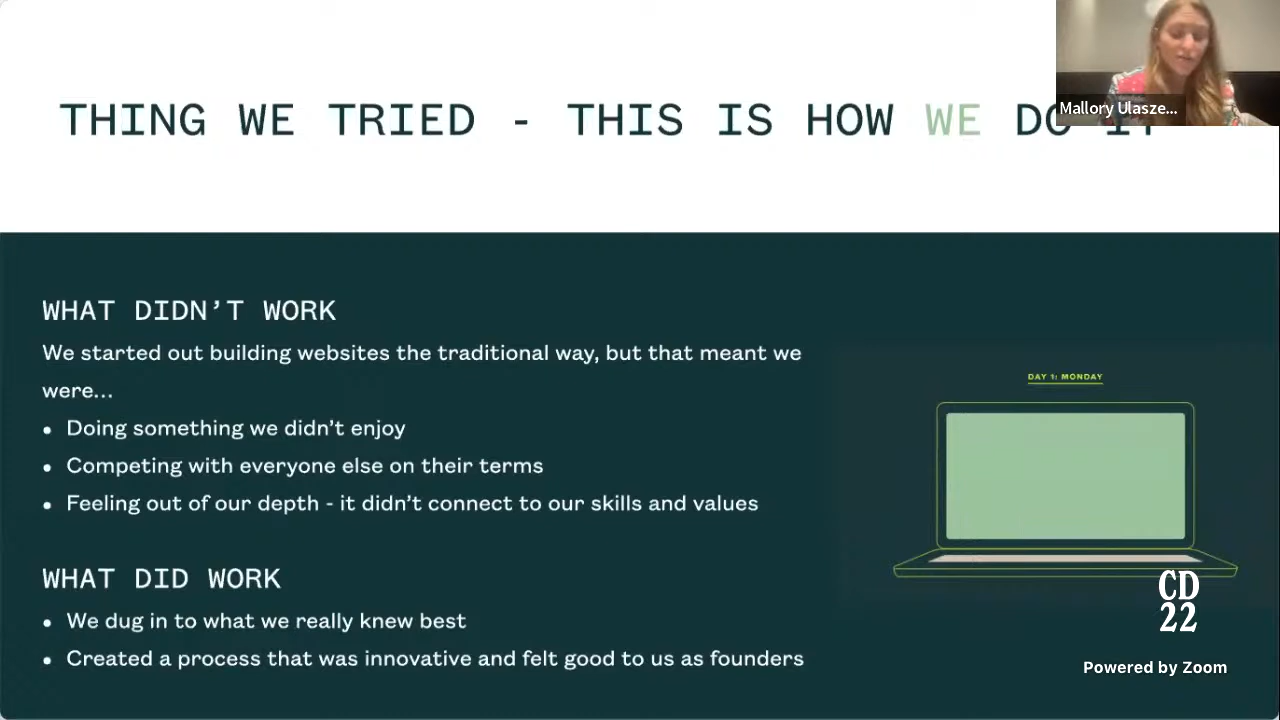 THING WE TRIED - THIS IS HOW WE DO IT
Mallory Ulasze...
WHAT DIDN’T WORK
We started out building websites the traditional way, but that meant we
were...
• Doing something we didn’t enjoy
• Competing with everyone else on their terms
• Feeling out of our depth - it didn’t connect to our skills and values
DAY 1: MONDAY
WHAT DID WORK
• We dug in to what we really knew best
• Created a process that was innovative and felt good to us as founders
CD
22
Powered by Zoom